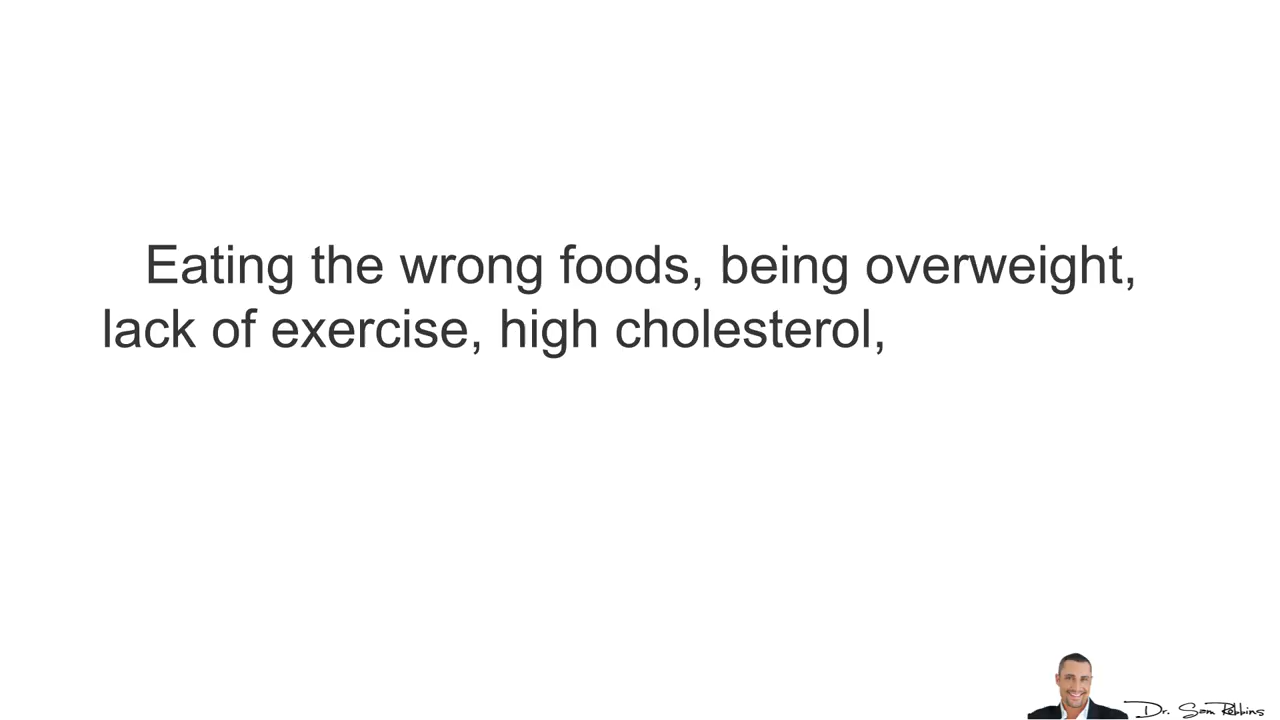 Eating the wrong foods, being overweight,
lack of exercise, high cholesterol,
Dr. Sam Robbins